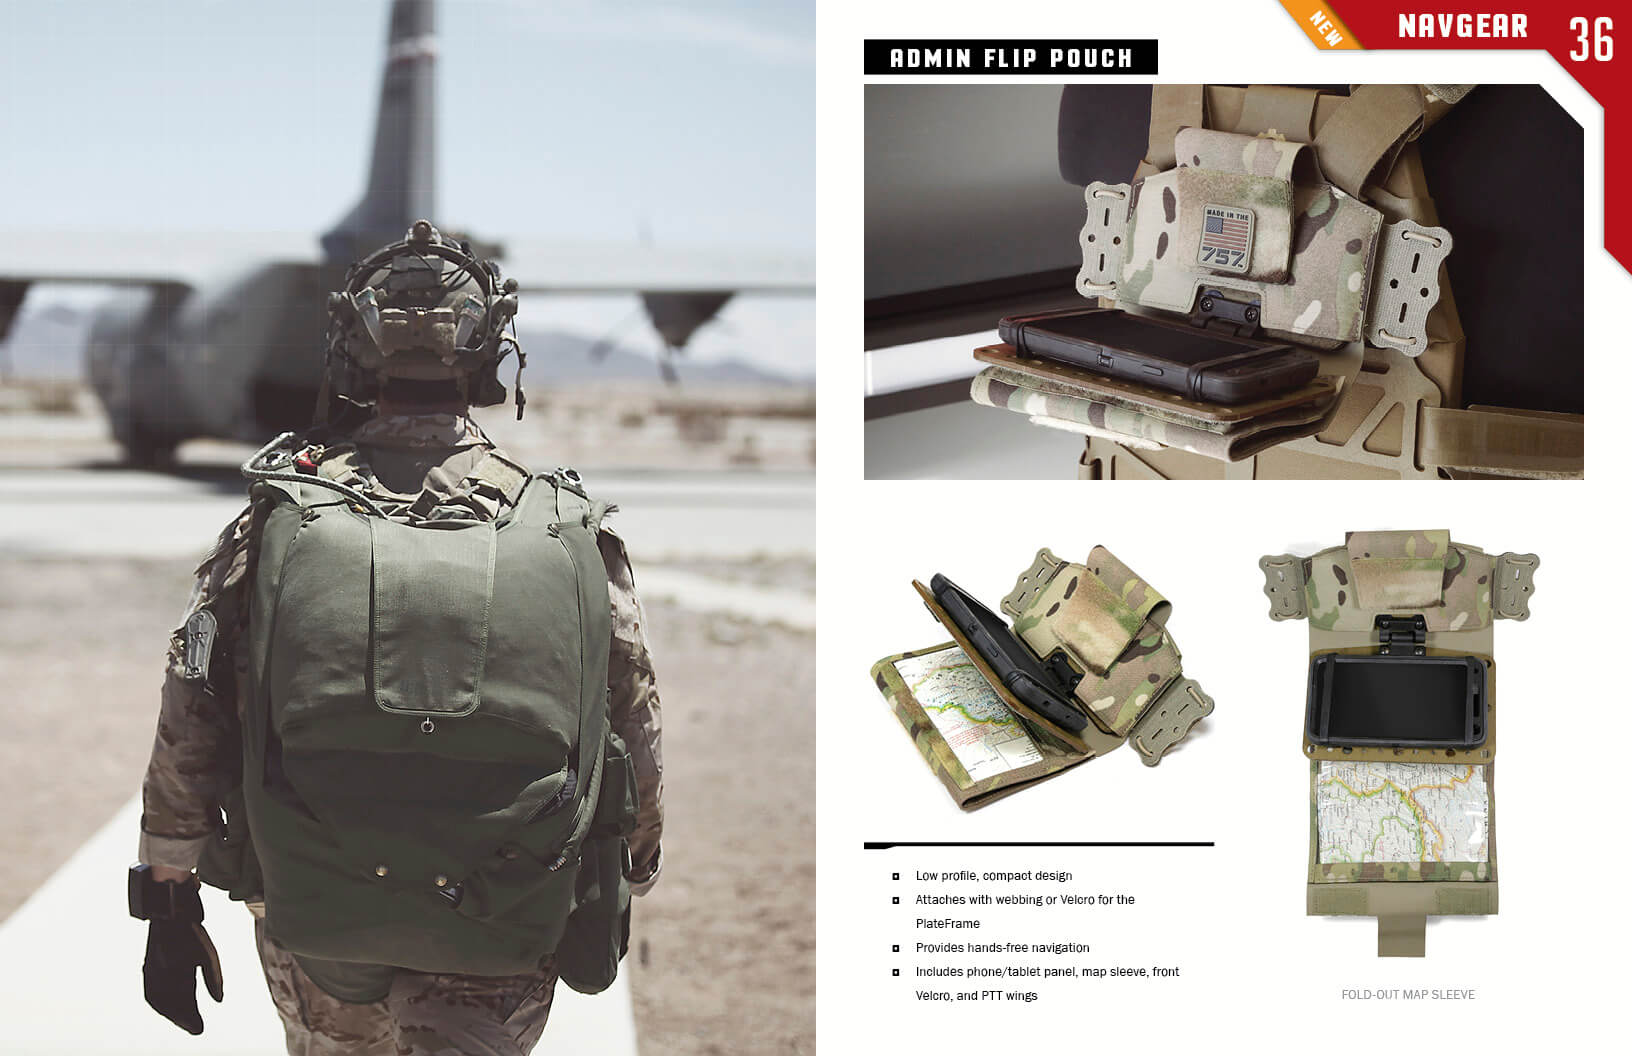 NEW
NAVGEAR
36
ADMIN FLIP POUCH
MADE IN THE
757
Low profile, compact design
Attaches with webbing or Velcro for the
PlateFrame
Provides hands-free navigation
Includes phone/tablet panel, map sleeve, front
Velcro, and PTT wings
FOLD-OUT MAP SLEEVE